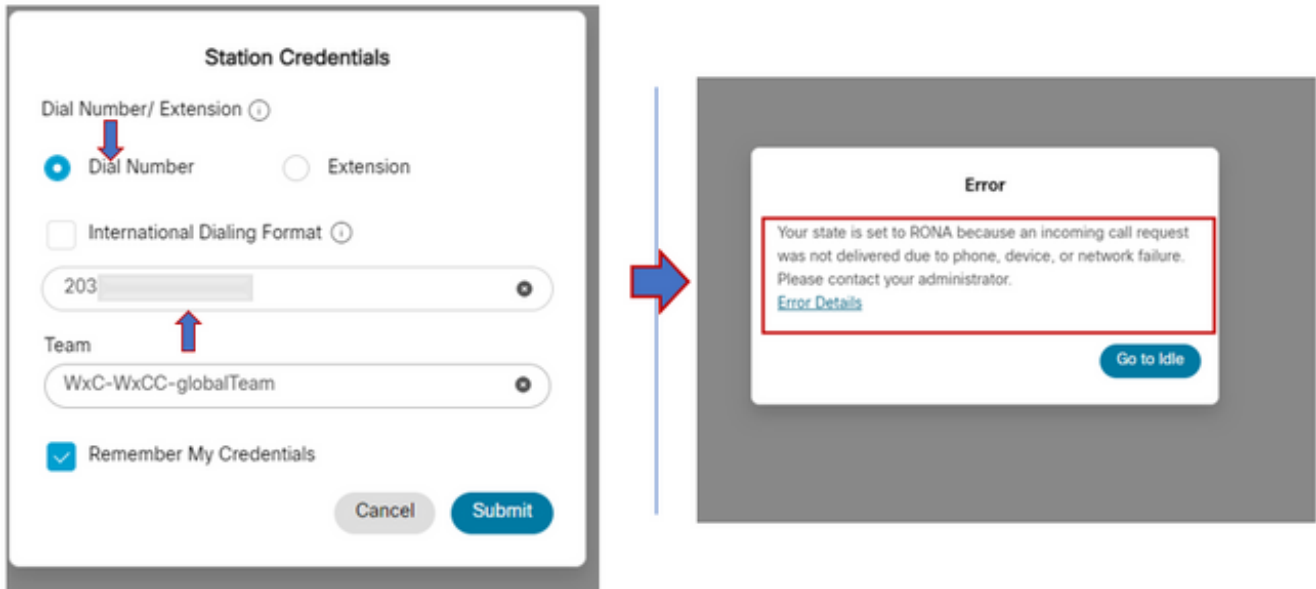 Station Credentials
Dial Number/ Extension
Dial Number
Extension
International Dialing Format
203
Team
WxC-WxCC-globalTeam
Remember My Credentials
Cancel
Submit
Error
Your state is set to RONA because an incoming call request
was not delivered due to phone, device, or network failure.
Please contact your administrator.
Error Details
Go to Idle